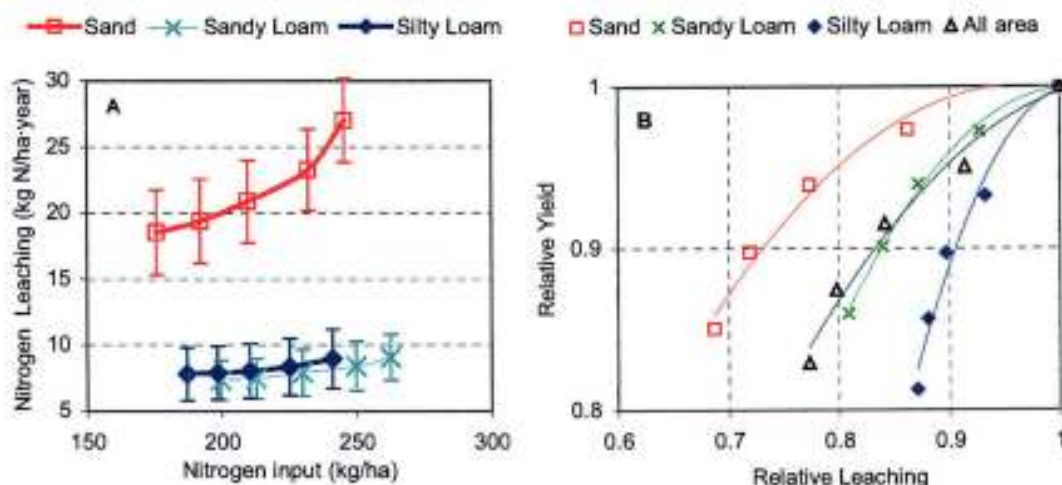 Sand Sandy Loam Silty Loam
Sand Sandy Loam Silty Loam All area
A
Nitrogen Leaching (kg N/ha·year)
30
25
20
15
10
5
150 200 250 300
Nitrogen input (kg/ha)
B
Relative Yield
1
0.9
0.8
0.6 0.7 0.8 0.9 1
Relative Leaching